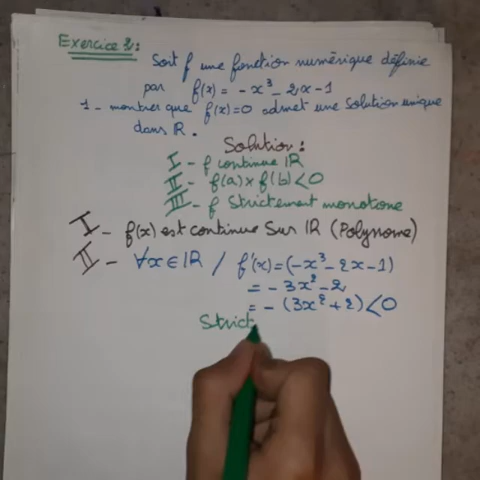 Exercice 2:
Soit f une fonction numérique définie
par f(x) = -x³-2x-1
1- montrer que f(x)=0 admet une solution unique
dans IR.
Solution:
I - f continue IR
II - f(a) x f(b) <0
III - f Strictement monotone
I - f(x) est continue Sur IR (Polynome)
II - ∀x∈IR / f'(x)=(-x³-2x-1)
= -3x²-2
= - (3x²+2)<0
Strict